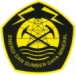 ENERGI DAN SUMBER DAYA MINERAL